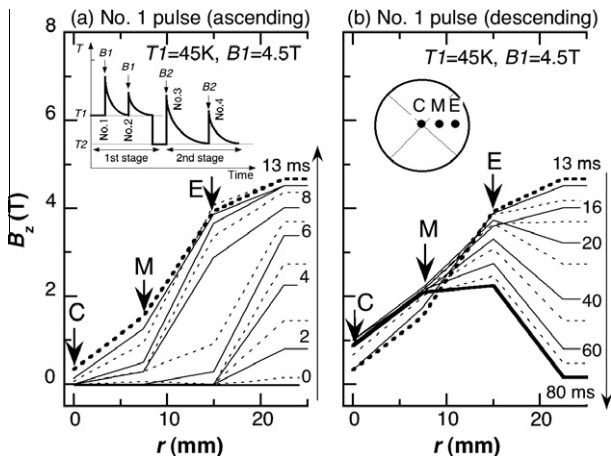 (a) No. 1 pulse (ascending)
T1=45K, B1=4.5T
T
B1
B1
B2
B2
No.1
No.2
No.3
No.4
T1
T2
1st stage
2nd stage
Time
13 ms
8
6
4
2
0
C
M
E
8
6
4
2
0
Bz (T)
0
10
20
r (mm)
(b) No. 1 pulse (descending)
T1=45K, B1=4.5T
C M E
13 ms
16
20
40
60
80 ms
C
M
E
0
10
20
r (mm)